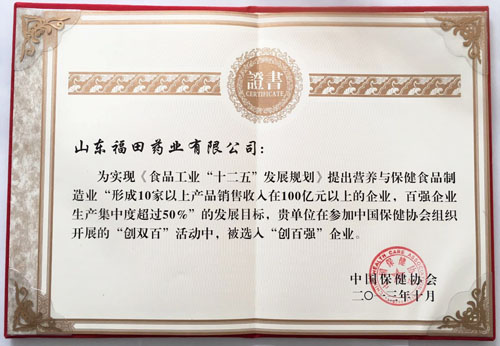 證書
CERTIFICATE
山东福田药业有限公司:
为实现《食品工业“十二五”发展规划》提出营养与保健食品制
造业“形成10家以上产品销售收入在100亿元以上的企业，百强企业
生产集中度超过50%”的发展目标，贵单位在参加中国保健协会组织
开展的“创双百”活动中，被选入“创百强”企业。
中国保健协会
二〇一三年十月